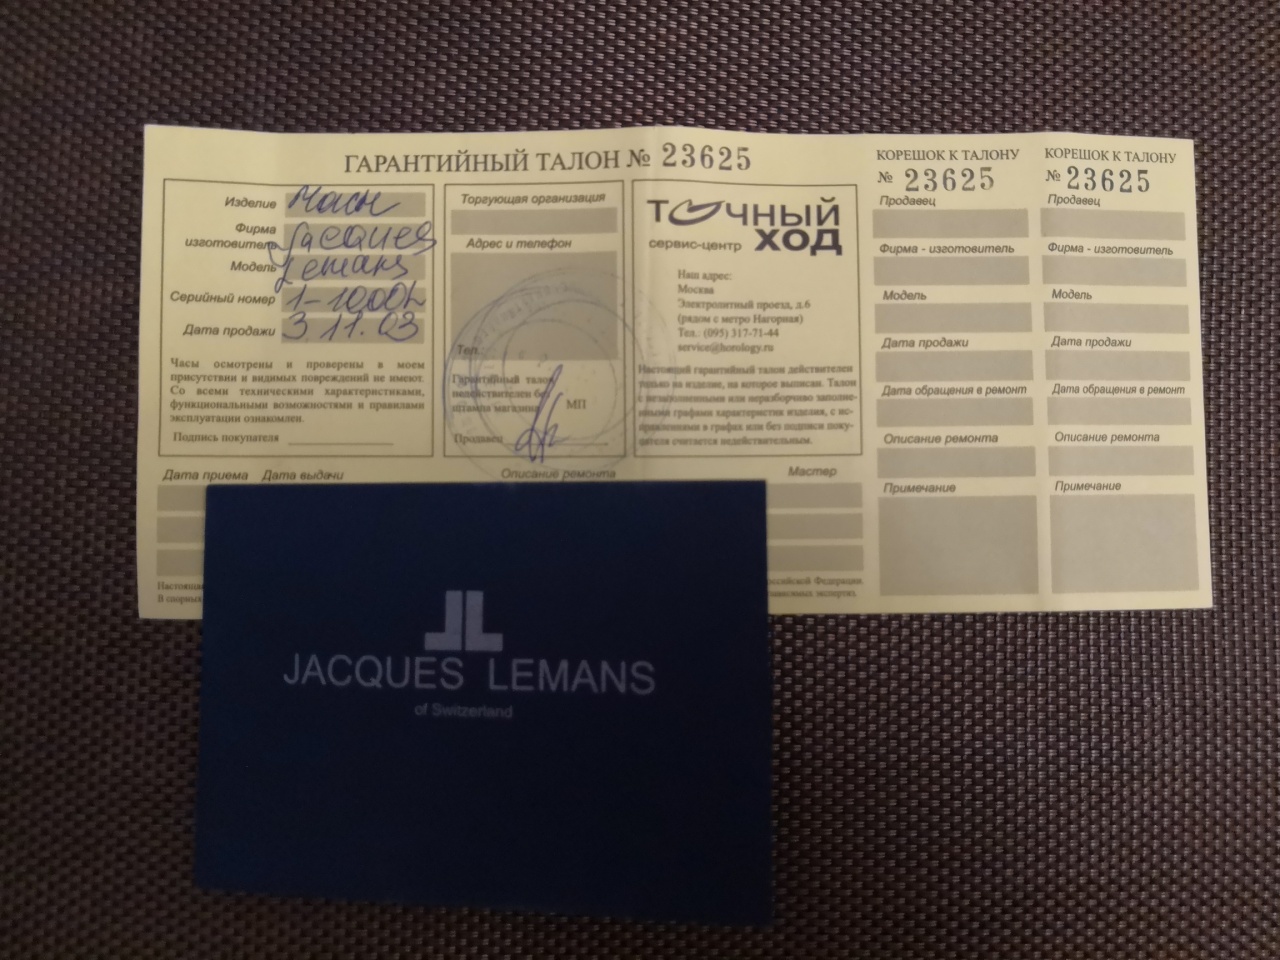 ГАРАНТИЙНЫЙ ТАЛОН № 23625
Изделие Часы
Фирма
изготовитель Jacques
Модель Lemans
Серийный номер
Дата продажи 3.11.03
Часы осмотрены и проверены в моем
присутствии и видимых повреждений не имеют.
Со всеми техническими характеристиками,
функциональными возможностями и правилами
эксплуатации ознакомлен.
Подпись покупателя
Торгующая организация
Адрес и телефон
Тел.
Гарантийный талон
недействителен без
штампа магазина
МП
Продавец
ТОЧНЫЙ
сервис-центр ХОД
Наш адрес:
Москва
Электролитный проезд, д.6
(рядом с метро Нагорная)
Тел.: (095) 317-71-44
service@horology.ru
Настоящий гарантийный талон действителен
только на изделие, на которое выписан. Талон
с незаполненными или неразборчиво заполне-
нными графами характеристик изделия, с ис-
правлениями в графах или без подписи поку-
пателя считается недействительным.
Дата приема Дата выдачи Описание ремонта Мастер
Российской Федерации.
КОРЕШОК К ТАЛОНУ
№ 23625
Продавец
Фирма - изготовитель
Модель
Дата продажи
Дата обращения в ремонт
Описание ремонта
Примечание
КОРЕШОК К ТАЛОНУ
№ 23625
Продавец
Фирма - изготовитель
Модель
Дата продажи
Дата обращения в ремонт
Описание ремонта
Примечание
JL
JACQUES LEMANS
of Switzerland